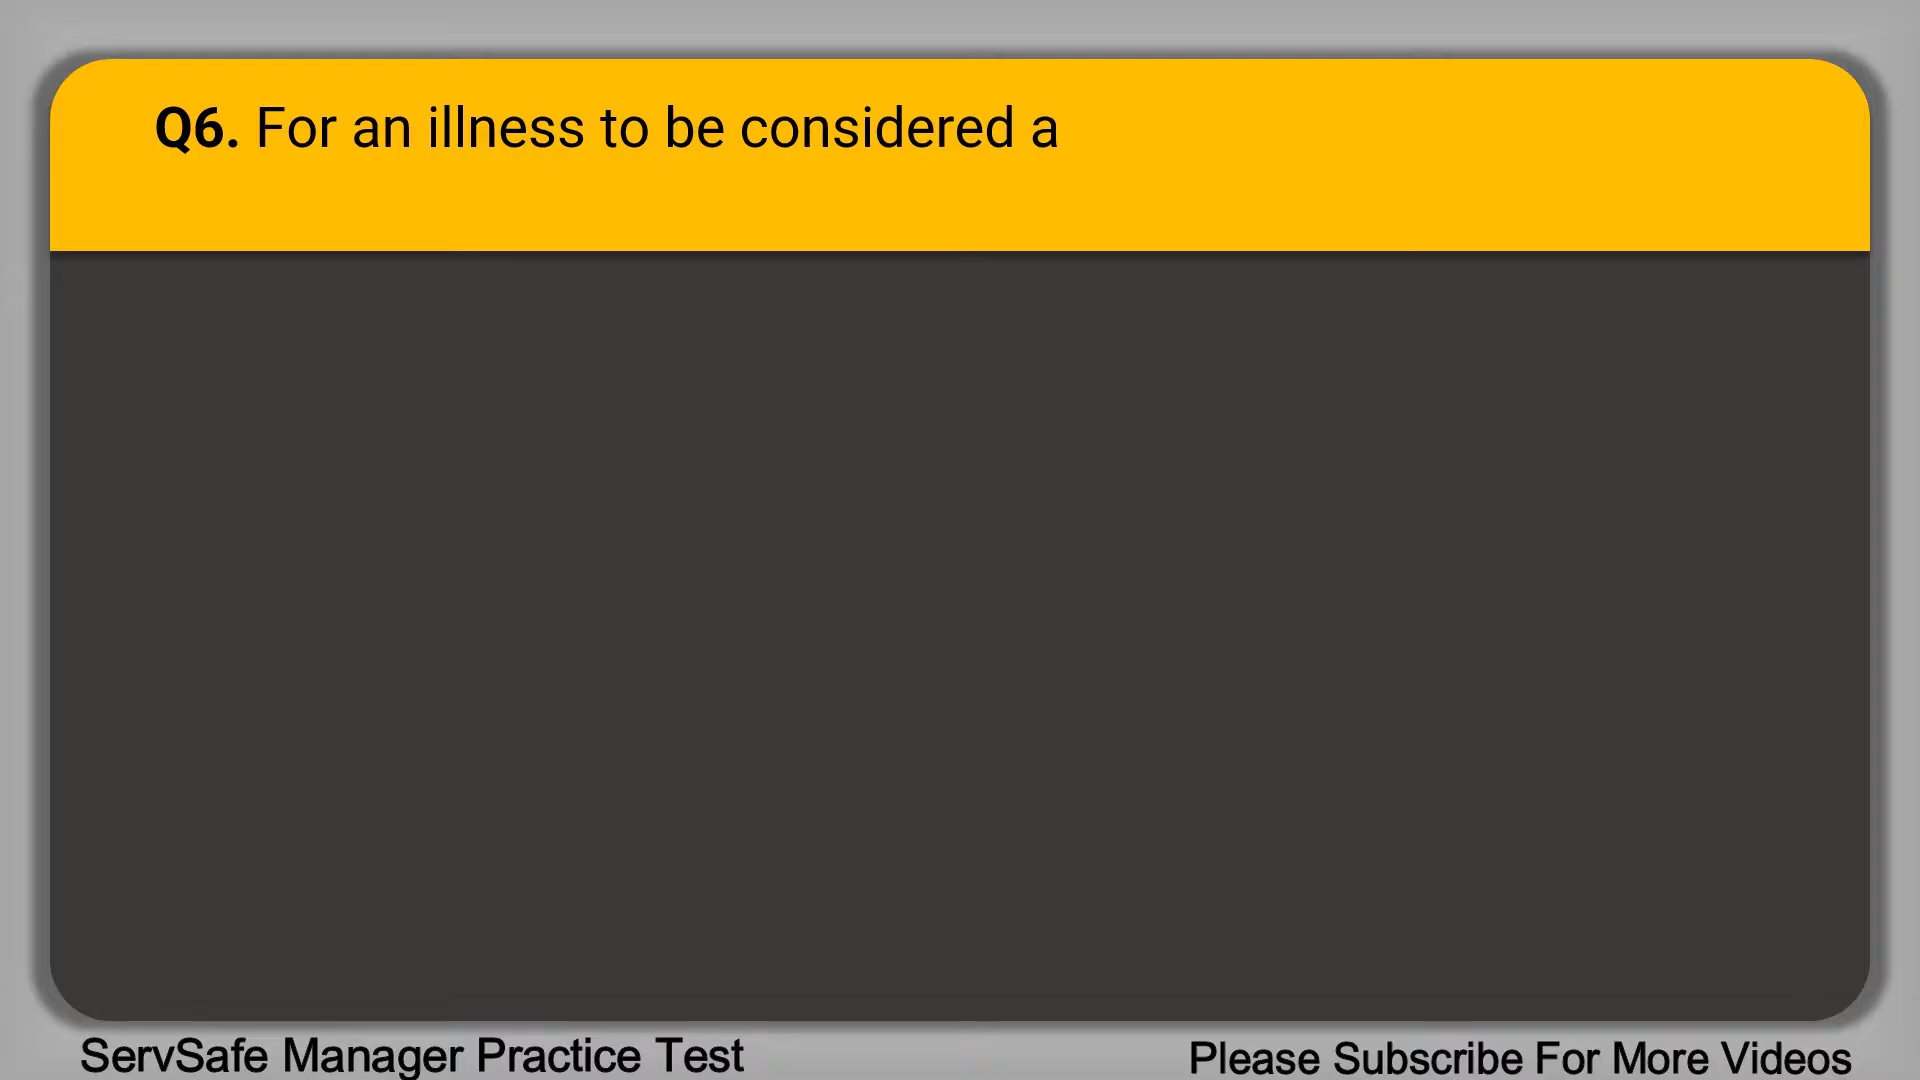 Q6. For an illness to be considered a
ServSafe Manager Practice Test
Please Subscribe For More Videos